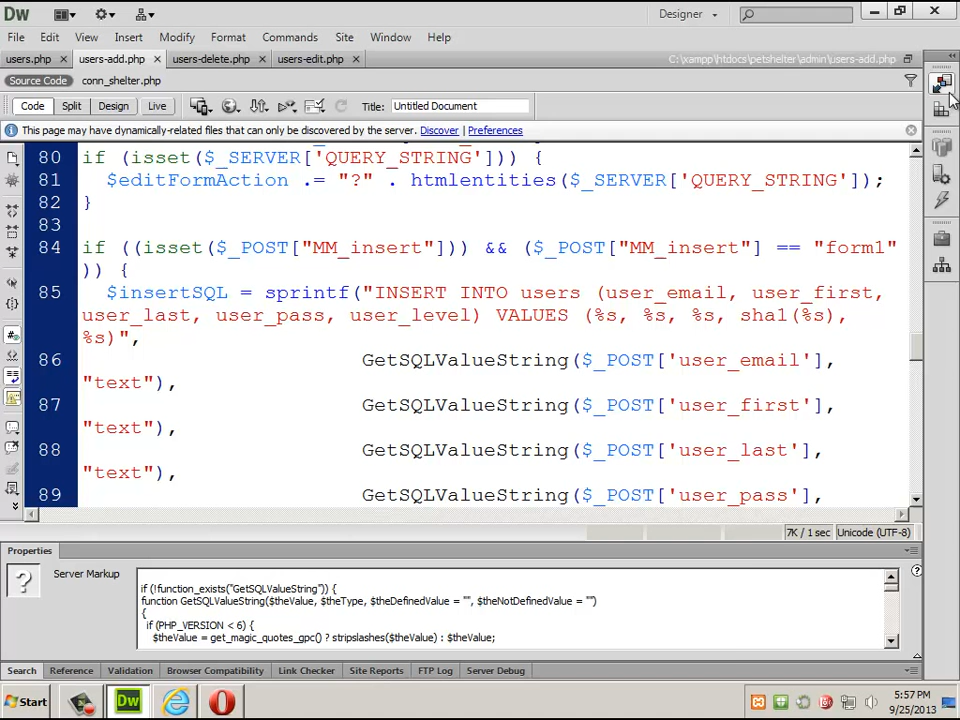 Dw
Designer
File Edit View Insert Modify Format Commands Site Window Help
users.php users-add.php users-delete.php users-edit.php C:\xampp\htdocs\petshelter\admin\users-add.php
Source Code conn_shelter.php
Code Split Design Live Title: Untitled Document
This page may have dynamically-related files that can only be discovered by the server. Discover | Preferences
80 if (isset($_SERVER['QUERY_STRING'])) {
81 $editFormAction .= "?" . htmlentities($_SERVER['QUERY_STRING']);
82 }
83
84 if ((isset($_POST["MM_insert"])) && ($_POST["MM_insert"] == "form1"
)) {
85 $insertSQL = sprintf("INSERT INTO users (user_email, user_first,
user_last, user_pass, user_level) VALUES (%s, %s, %s, sha1(%s),
%s)",
86 GetSQLValueString($_POST['user_email'],
"text"),
87 GetSQLValueString($_POST['user_first'],
"text"),
88 GetSQLValueString($_POST['user_last'],
"text"),
89 GetSQLValueString($_POST['user_pass'],
7K / 1 sec Unicode (UTF-8)
Properties
Server Markup
if (!function_exists("GetSQLValueString")) {
function GetSQLValueString($theValue, $theType, $theDefinedValue = "", $theNotDefinedValue = "")
{
if (PHP_VERSION < 6) {
$theValue = get_magic_quotes_gpc() ? stripslashes($theValue) : $theValue;
Search Reference Validation Browser Compatibility Link Checker Site Reports FTP Log Server Debug
Start Dw 5:57 PM
9/25/2013